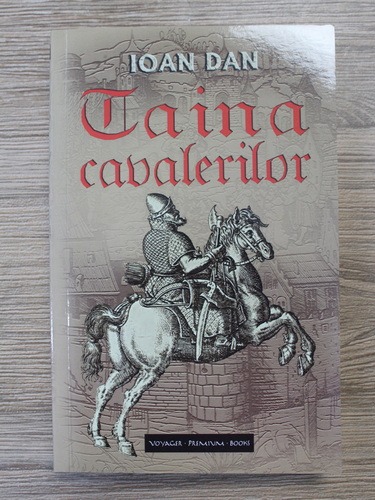 IOAN DAN
Taina
cavalerilor
VOYAGER · PREMIUM · BOOKS